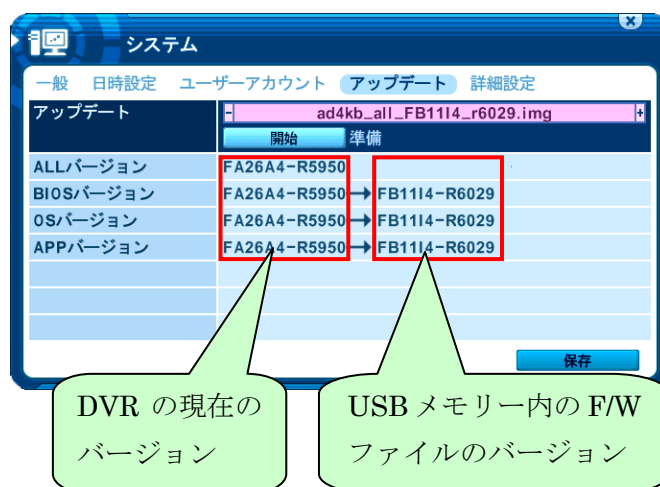 システム
一般 日時設定 ユーザーアカウント アップデート 詳細設定
アップデート - ad4kb_all_FB11I4_r6029.img +
開始 準備
ALLバージョン FA26A4-R5950
BIOSバージョン FA26A4-R5950→FB11I4-R6029
OSバージョン FA26A4-R5950→FB11I4-R6029
APPバージョン FA26A4-R5950→FB11I4-R6029
保存
DVR の現在の
バージョン
USB メモリー内の F/W
ファイルのバージョン